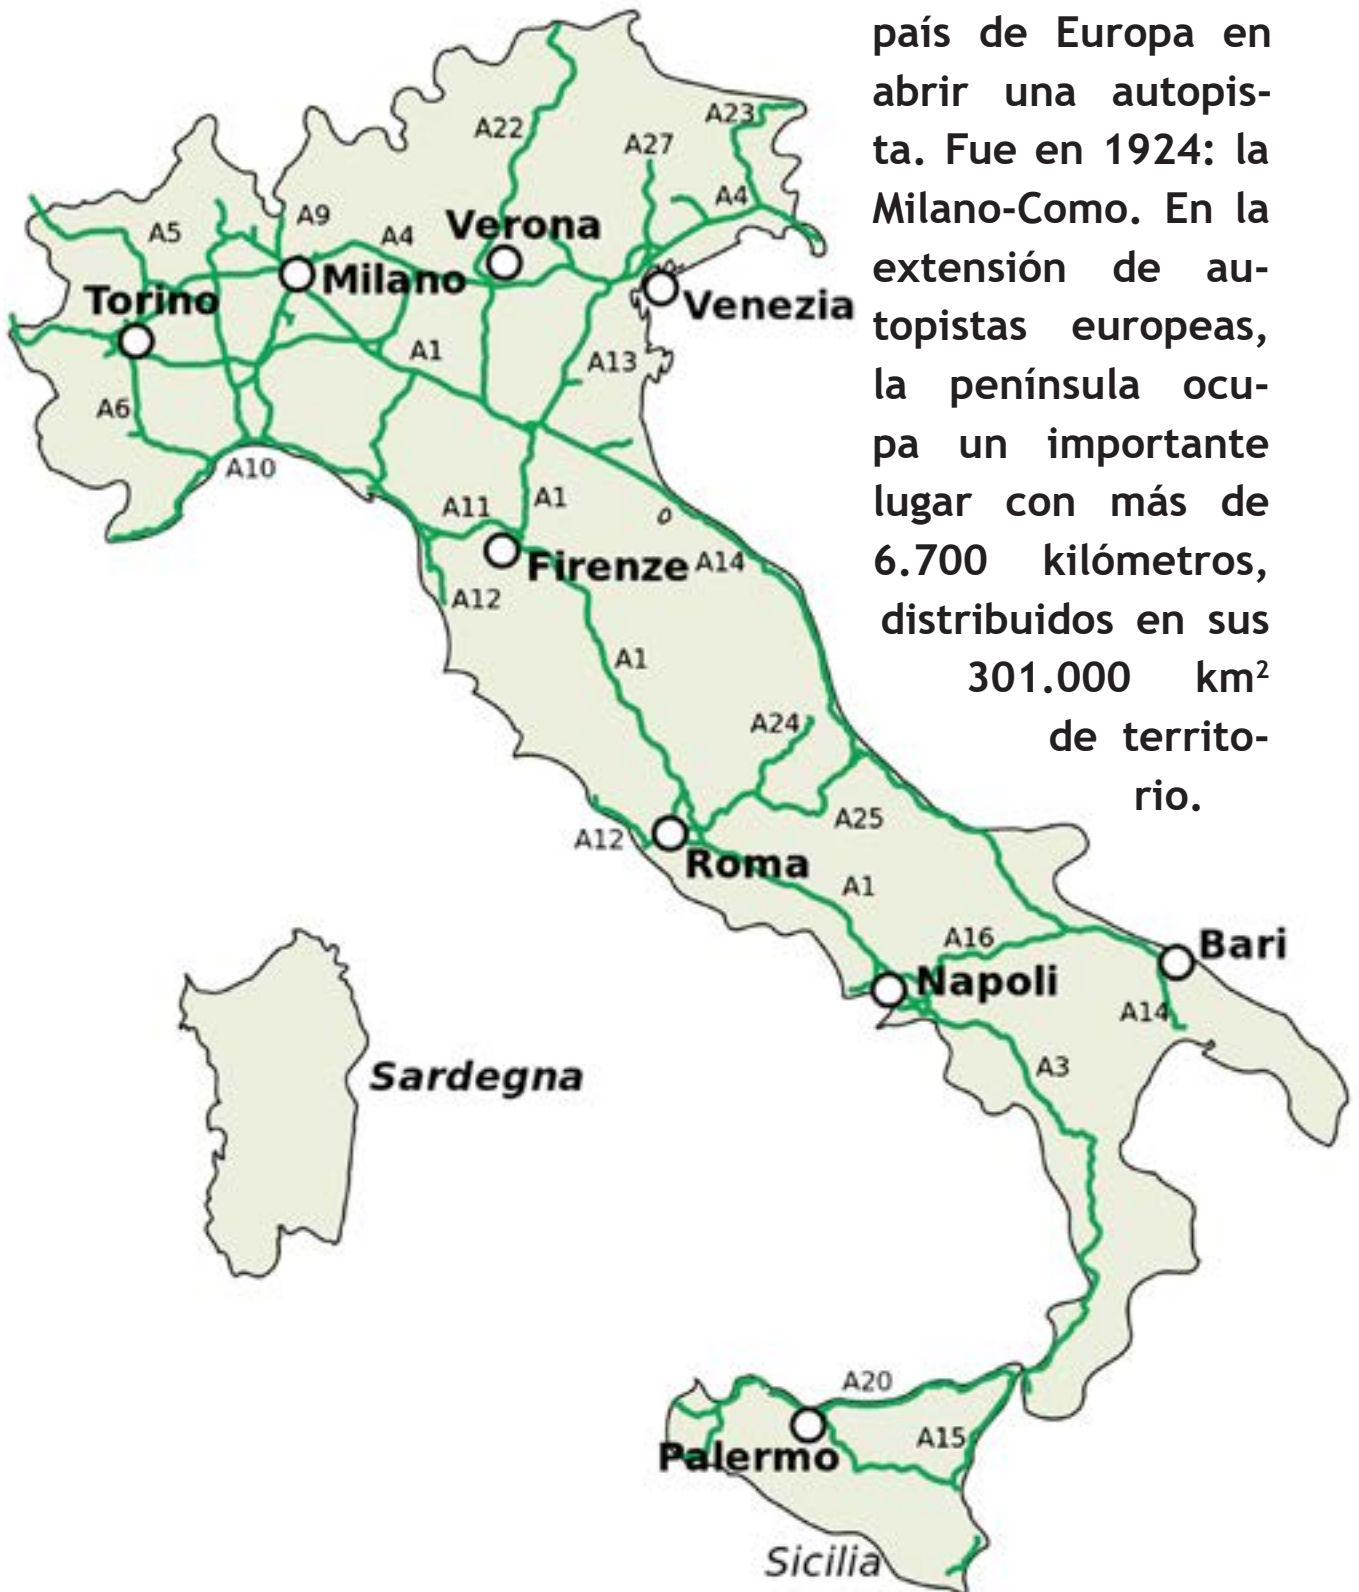 país de Europa en
abrir una autopis-
ta. Fue en 1924: la
Milano-Como. En la
extensión de au-
topistas europeas,
la península ocu-
pa un importante
lugar con más de
6.700 kilómetros,
distribuidos en sus
301.000 km²
de territo-
rio.
A22
A23
A27
A4
A9
A5
A4
Verona
Milano
Torino
Venezia
A1
A13
A6
A10
A11
A1
Firenze
A14
A12
A1
A24
A25
A12
Roma
A1
A16
Bari
Napoli
A14
A3
Sardegna
A20
A15
Palermo
Sicilia